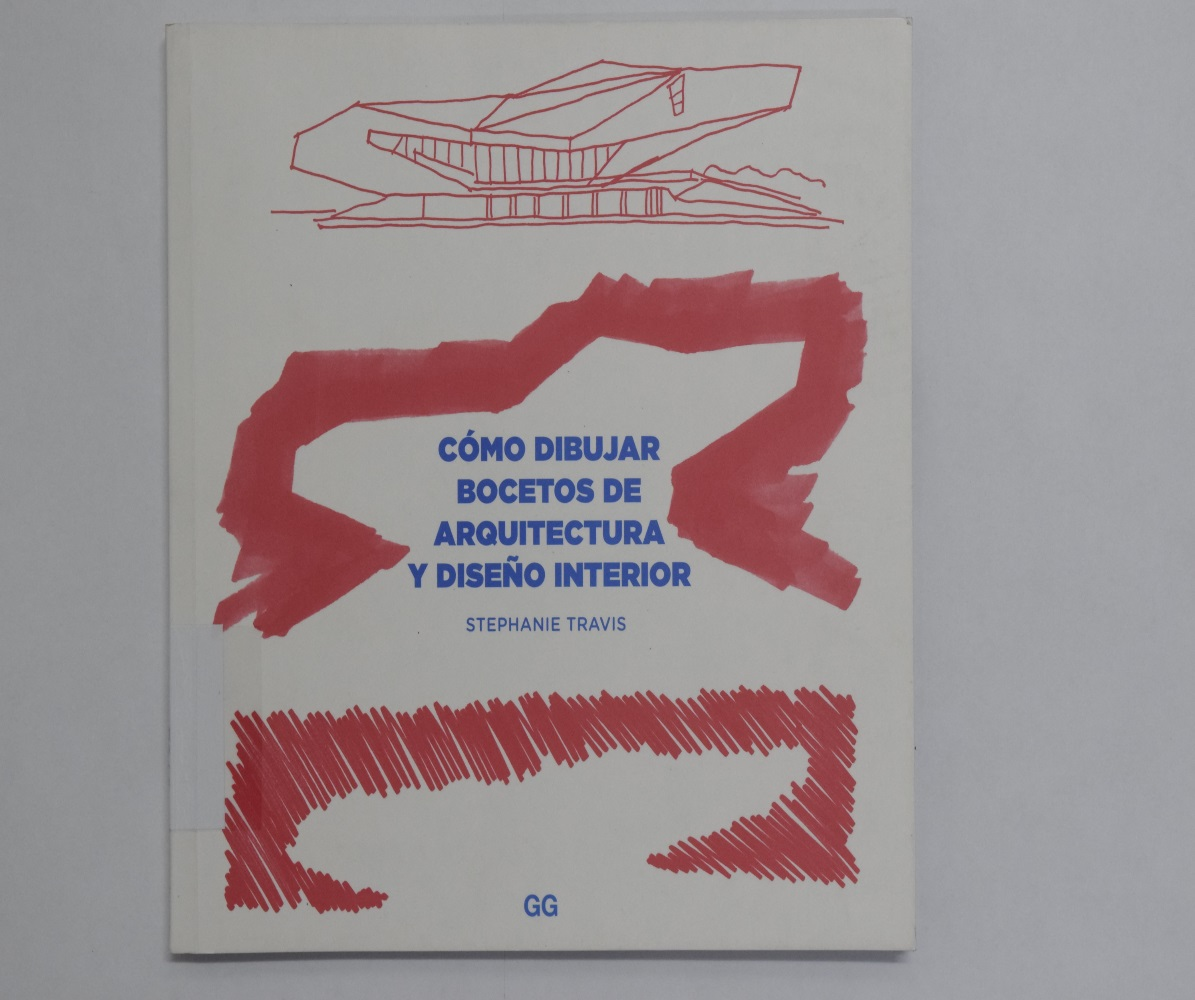 CÓMO DIBUJAR
BOCETOS DE
ARQUITECTURA
Y DISEÑO INTERIOR
STEPHANIE TRAVIS
GG